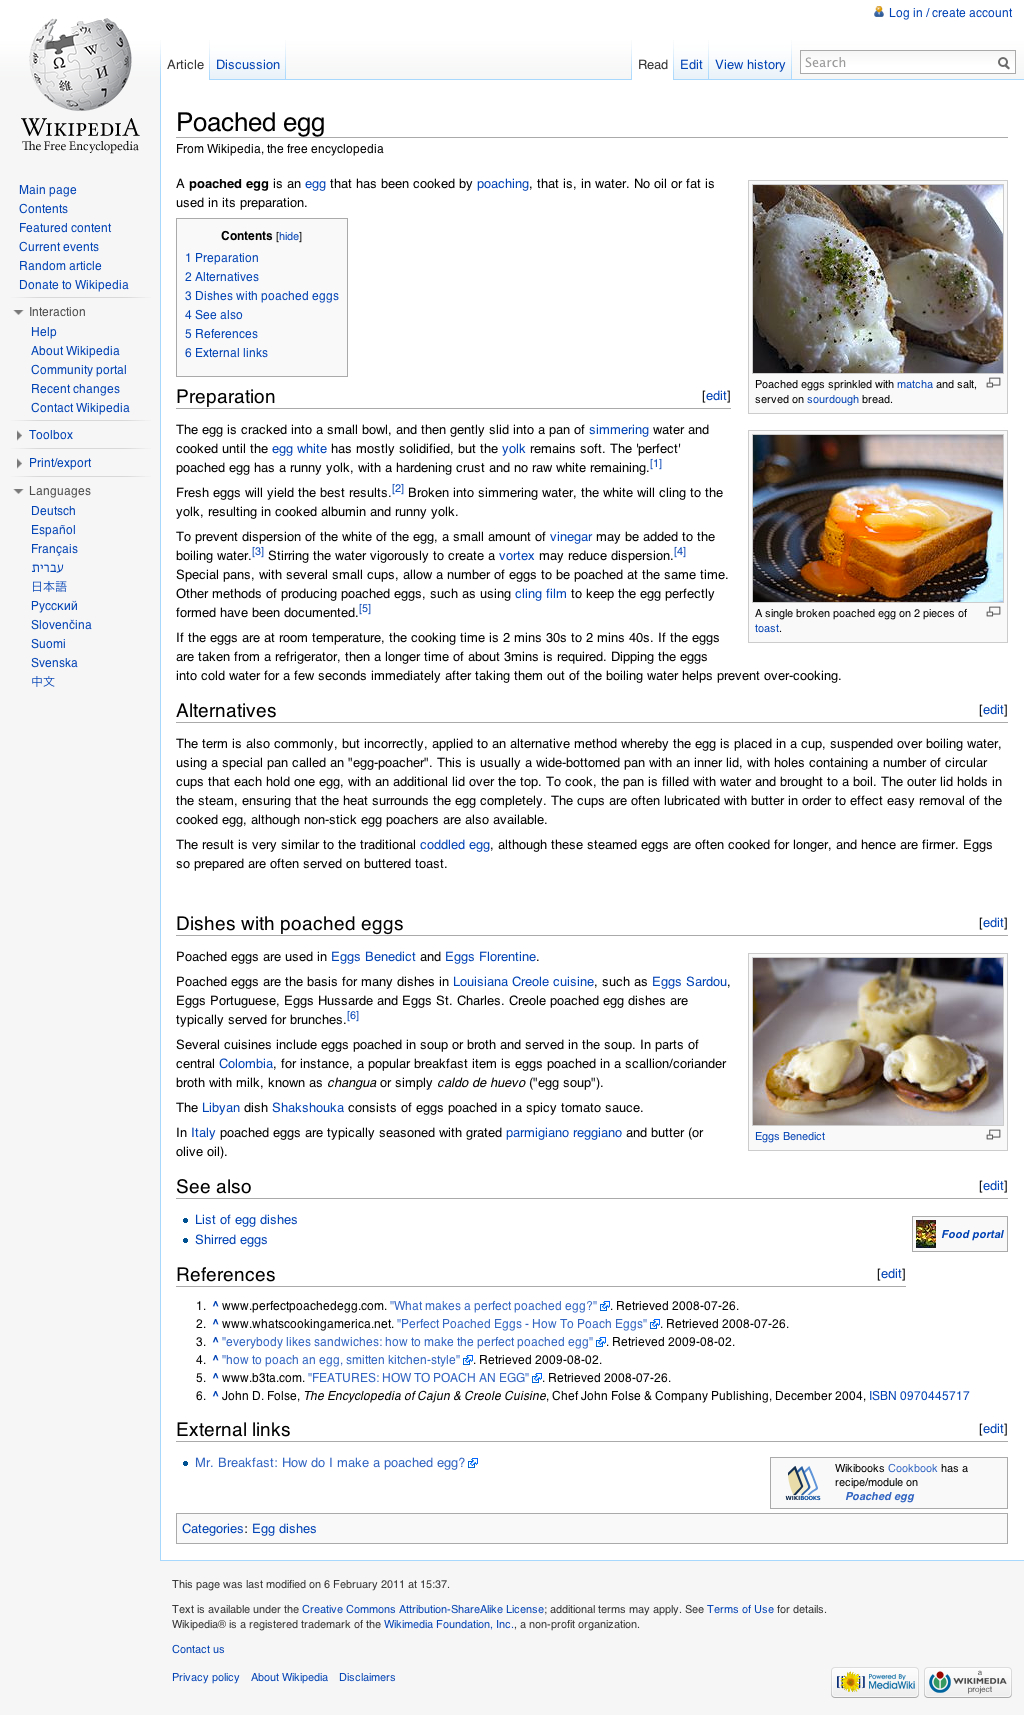 Log in / create account
Article Discussion Read Edit View history Search
WIKIPEDIA
The Free Encyclopedia
Main page
Contents
Featured content
Current events
Random article
Donate to Wikipedia
Interaction
Help
About Wikipedia
Community portal
Recent changes
Contact Wikipedia
Toolbox
Print/export
Languages
Deutsch
Español
Français
עברית
日本語
Русский
Slovenčina
Suomi
Svenska
中文
Poached egg
From Wikipedia, the free encyclopedia
A poached egg is an egg that has been cooked by poaching, that is, in water. No oil or fat is
used in its preparation.
Contents [hide]
1 Preparation
2 Alternatives
3 Dishes with poached eggs
4 See also
5 References
6 External links
Poached eggs sprinkled with matcha and salt,
served on sourdough bread.
Preparation [edit]
The egg is cracked into a small bowl, and then gently slid into a pan of simmering water and
cooked until the egg white has mostly solidified, but the yolk remains soft. The 'perfect'
poached egg has a runny yolk, with a hardening crust and no raw white remaining.[1]
Fresh eggs will yield the best results.[2] Broken into simmering water, the white will cling to the
yolk, resulting in cooked albumin and runny yolk.
To prevent dispersion of the white of the egg, a small amount of vinegar may be added to the
boiling water.[3] Stirring the water vigorously to create a vortex may reduce dispersion.[4]
Special pans, with several small cups, allow a number of eggs to be poached at the same time.
Other methods of producing poached eggs, such as using cling film to keep the egg perfectly
formed have been documented.[5]
A single broken poached egg on 2 pieces of
toast.
If the eggs are at room temperature, the cooking time is 2 mins 30s to 2 mins 40s. If the eggs
are taken from a refrigerator, then a longer time of about 3mins is required. Dipping the eggs
into cold water for a few seconds immediately after taking them out of the boiling water helps prevent over-cooking.
Alternatives [edit]
The term is also commonly, but incorrectly, applied to an alternative method whereby the egg is placed in a cup, suspended over boiling water,
using a special pan called an "egg-poacher". This is usually a wide-bottomed pan with an inner lid, with holes containing a number of circular
cups that each hold one egg, with an additional lid over the top. To cook, the pan is filled with water and brought to a boil. The outer lid holds in
the steam, ensuring that the heat surrounds the egg completely. The cups are often lubricated with butter in order to effect easy removal of the
cooked egg, although non-stick egg poachers are also available.
The result is very similar to the traditional coddled egg, although these steamed eggs are often cooked for longer, and hence are firmer. Eggs
so prepared are often served on buttered toast.
Dishes with poached eggs [edit]
Poached eggs are used in Eggs Benedict and Eggs Florentine.
Poached eggs are the basis for many dishes in Louisiana Creole cuisine, such as Eggs Sardou,
Eggs Portuguese, Eggs Hussarde and Eggs St. Charles. Creole poached egg dishes are
typically served for brunches.[6]
Several cuisines include eggs poached in soup or broth and served in the soup. In parts of
central Colombia, for instance, a popular breakfast item is eggs poached in a scallion/coriander
broth with milk, known as changua or simply caldo de huevo ("egg soup").
The Libyan dish Shakshouka consists of eggs poached in a spicy tomato sauce.
In Italy poached eggs are typically seasoned with grated parmigiano reggiano and butter (or
olive oil).
Eggs Benedict
See also [edit]
List of egg dishes
Shirred eggs
Food portal
References [edit]
1. ^ www.perfectpoachedegg.com. "What makes a perfect poached egg?". Retrieved 2008-07-26.
2. ^ www.whatscookingamerica.net. "Perfect Poached Eggs - How To Poach Eggs". Retrieved 2008-07-26.
3. ^ "everybody likes sandwiches: how to make the perfect poached egg". Retrieved 2009-08-02.
4. ^ "how to poach an egg, smitten kitchen-style". Retrieved 2009-08-02.
5. ^ www.b3ta.com. "FEATURES: HOW TO POACH AN EGG". Retrieved 2008-07-26.
6. ^ John D. Folse, The Encyclopedia of Cajun & Creole Cuisine, Chef John Folse & Company Publishing, December 2004, ISBN 0970445717
External links [edit]
Mr. Breakfast: How do I make a poached egg?
WIKIBOOKS
Wikibooks Cookbook has a
recipe/module on
Poached egg
Categories: Egg dishes
This page was last modified on 6 February 2011 at 15:37.
Text is available under the Creative Commons Attribution-ShareAlike License; additional terms may apply. See Terms of Use for details.
Wikipedia® is a registered trademark of the Wikimedia Foundation, Inc., a non-profit organization.
Contact us
Privacy policy About Wikipedia Disclaimers
Powered By
MediaWiki
a
WIKIMEDIA
project